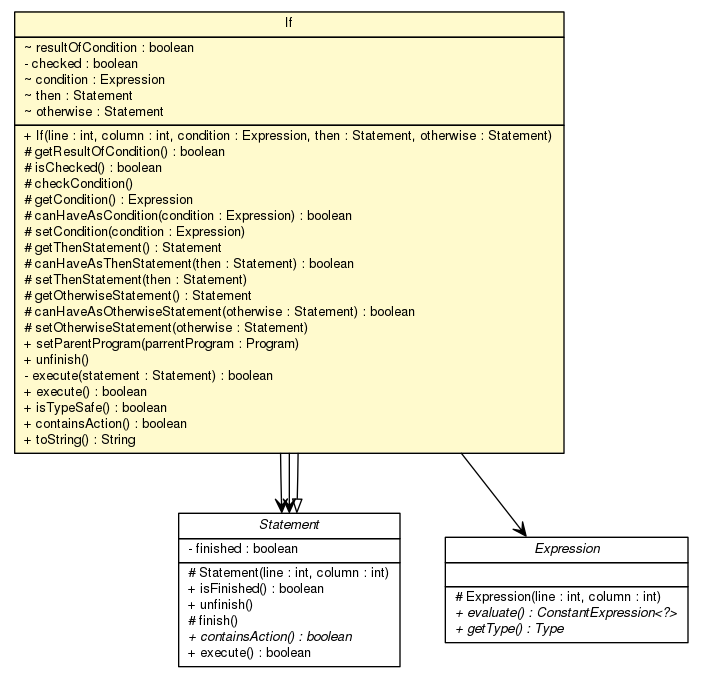 If
~ resultOfCondition : boolean
- checked : boolean
~ condition : Expression
~ then : Statement
~ otherwise : Statement
+ If(line : int, column : int, condition : Expression, then : Statement, otherwise : Statement)
# getResultOfCondition() : boolean
# isChecked() : boolean
# checkCondition()
# getCondition() : Expression
# canHaveAsCondition(condition : Expression) : boolean
# setCondition(condition : Expression)
# getThenStatement() : Statement
# canHaveAsThenStatement(then : Statement) : boolean
# setThenStatement(then : Statement)
# getOtherwiseStatement() : Statement
# canHaveAsOtherwiseStatement(otherwise : Statement) : boolean
# setOtherwiseStatement(otherwise : Statement)
+ setParentProgram(parrentProgram : Program)
+ unfinish()
- execute(statement : Statement) : boolean
+ execute() : boolean
+ isTypeSafe() : boolean
+ containsAction() : boolean
+ toString() : String
Statement
- finished : boolean
# Statement(line : int, column : int)
+ isFinished() : boolean
+ unfinish()
# finish()
+ containsAction() : boolean
+ execute() : boolean
Expression
# Expression(line : int, column : int)
+ evaluate() : ConstantExpression<?>
+ getType() : Type